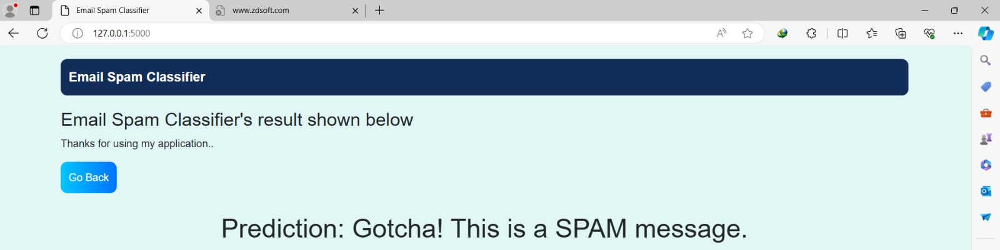 Email Spam Classifier
www.zdsoft.com
127.0.0.1:5000
Email Spam Classifier
Email Spam Classifier's result shown below
Thanks for using my application..
Go Back
Prediction: Gotcha! This is a SPAM message.